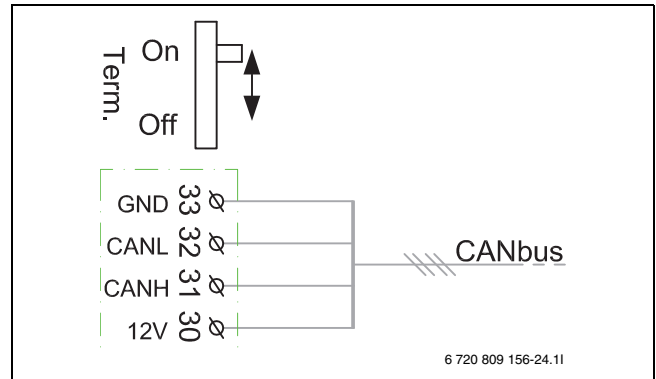 On
Term.
Off
GND 33
CANL 32
CANH 31
12V 30
CANbus
6 720 809 156-24.1I